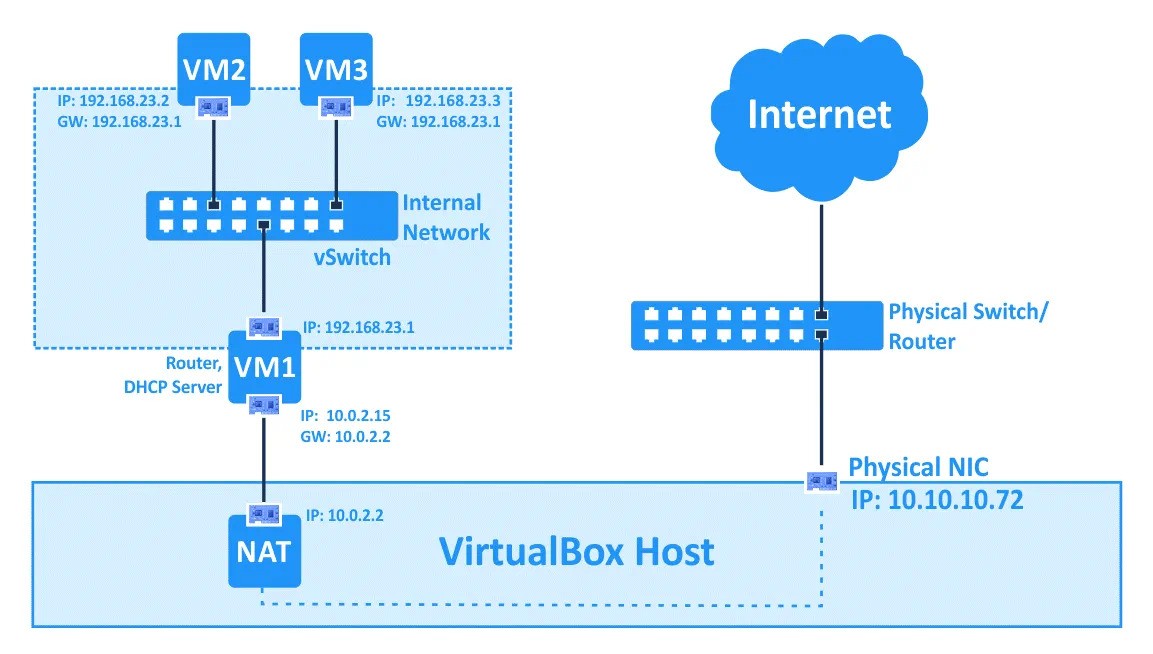 VM2
VM3
IP: 192.168.23.2
GW: 192.168.23.1
IP: 192.168.23.3
GW: 192.168.23.1
Internal
Network
vSwitch
IP: 192.168.23.1
Router,
DHCP Server
VM1
IP: 10.0.2.15
GW: 10.0.2.2
IP: 10.0.2.2
NAT
VirtualBox Host
Internet
Physical Switch/
Router
Physical NIC
IP: 10.10.10.72